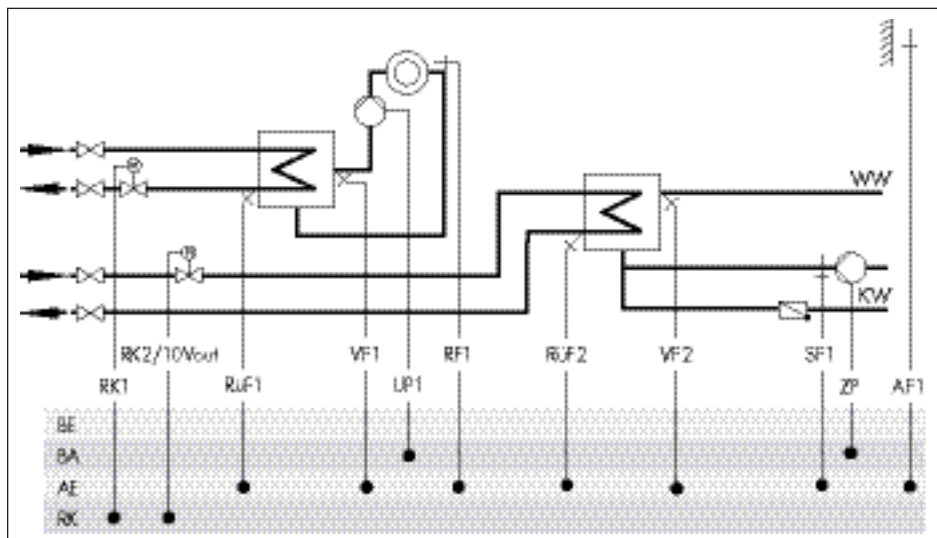 WW
KW
RK2/10Vout VF1 RF1 RüF2 VF2 SF1
RK1 RüF1 UP1 ZP AF1
BE
BA
AE
RK